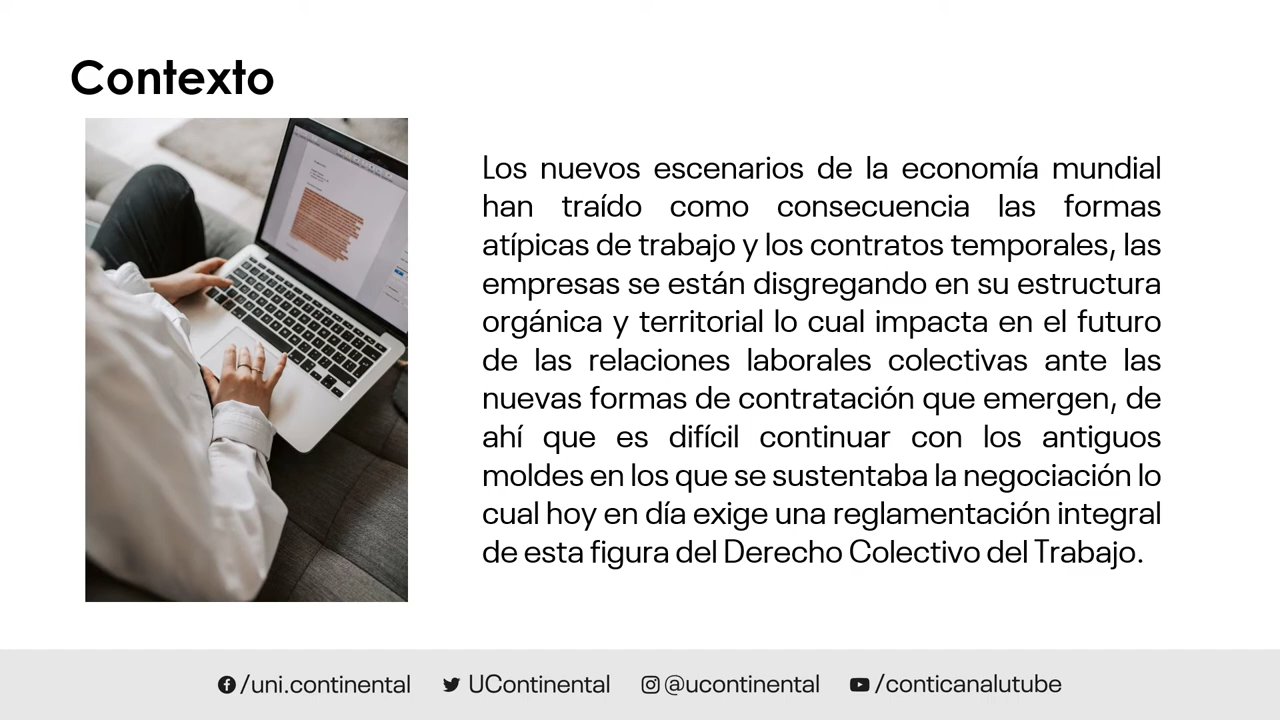 Contexto
Los nuevos escenarios de la economía mundial
han traído como consecuencia las formas
atípicas de trabajo y los contratos temporales, las
empresas se están disgregando en su estructura
orgánica y territorial lo cual impacta en el futuro
de las relaciones laborales colectivas ante las
nuevas formas de contratación que emergen, de
ahí que es difícil continuar con los antiguos
moldes en los que se sustentaba la negociación lo
cual hoy en día exige una reglamentación integral
de esta figura del Derecho Colectivo del Trabajo.
/uni.continental UContinental @ucontinental /conticanalutube